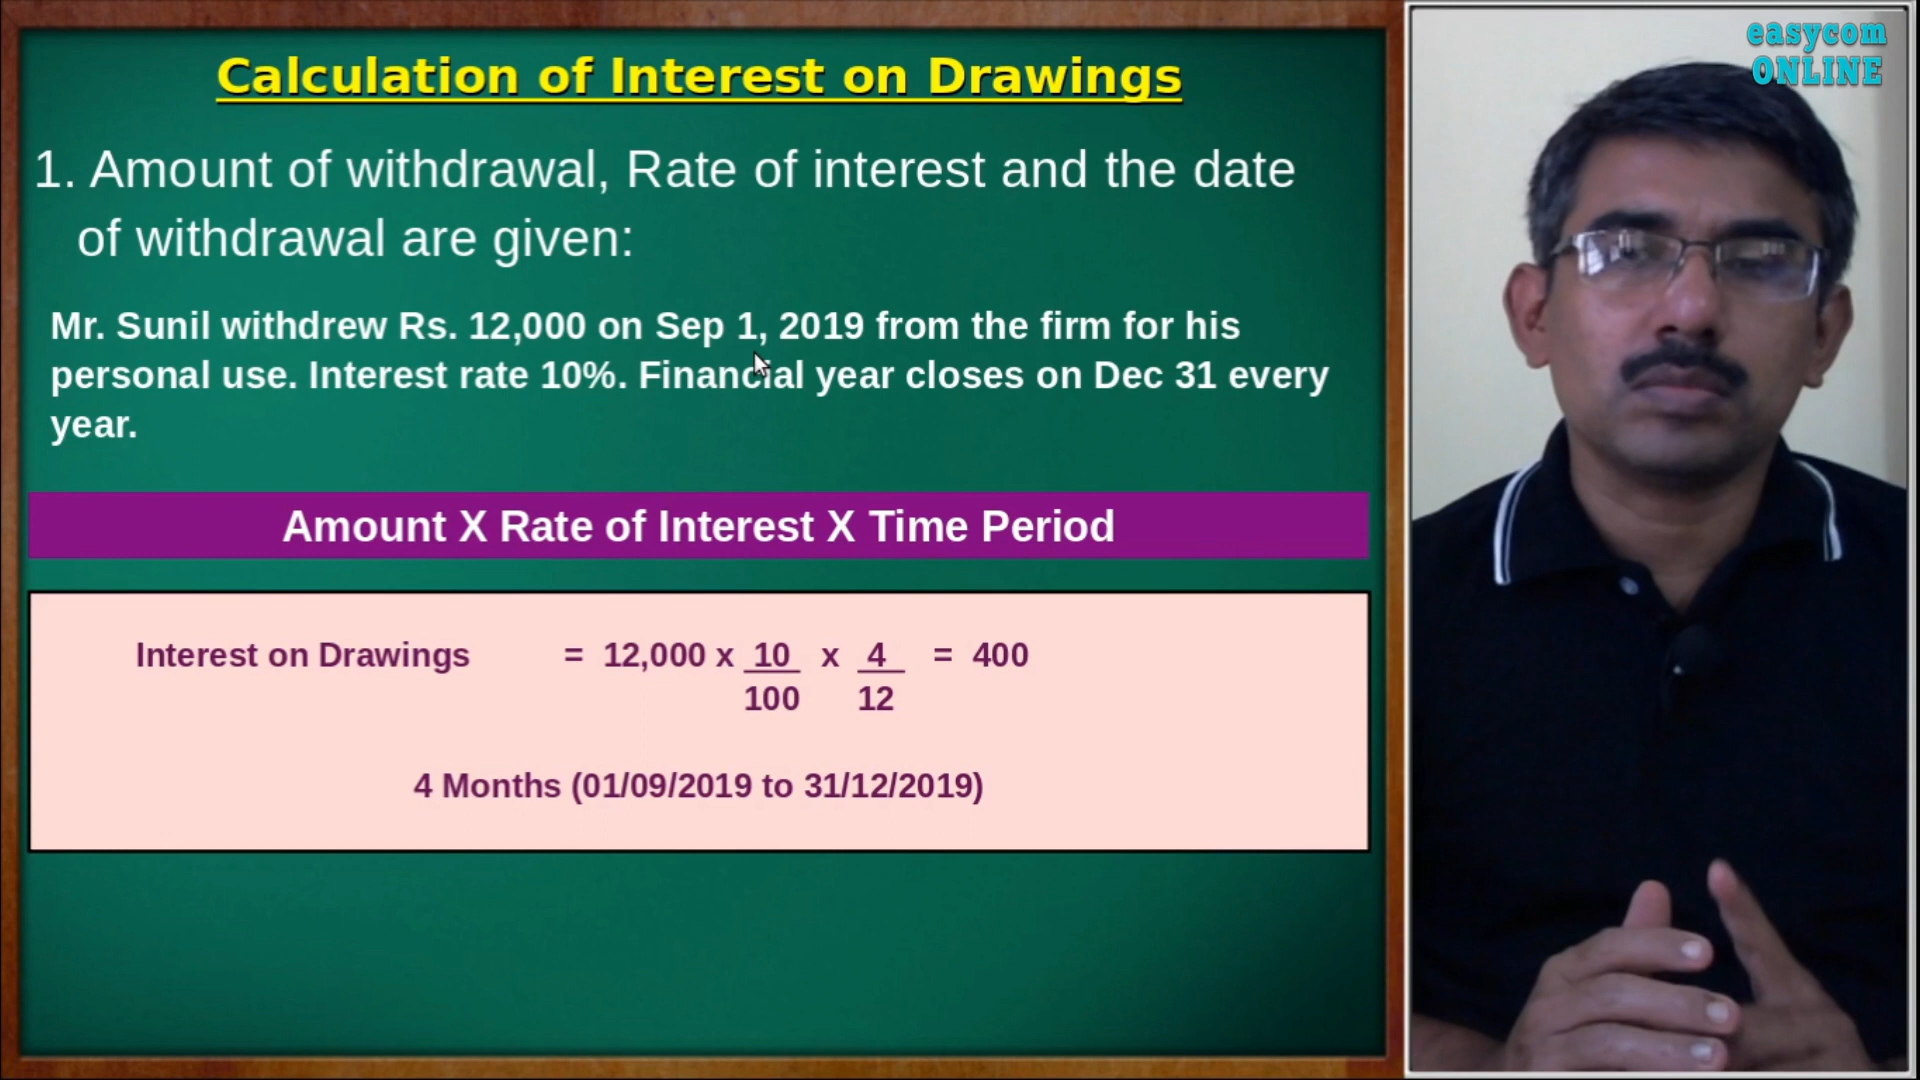 Calculation of Interest on Drawings
1. Amount of withdrawal, Rate of interest and the date
of withdrawal are given:
Mr. Sunil withdrew Rs. 12,000 on Sep 1, 2019 from the firm for his
personal use. Interest rate 10%. Financial year closes on Dec 31 every
year.
Amount X Rate of Interest X Time Period
Interest on Drawings = 12,000 x 10 x 4 = 400
100 12
4 Months (01/09/2019 to 31/12/2019)
easycom
ONLINE